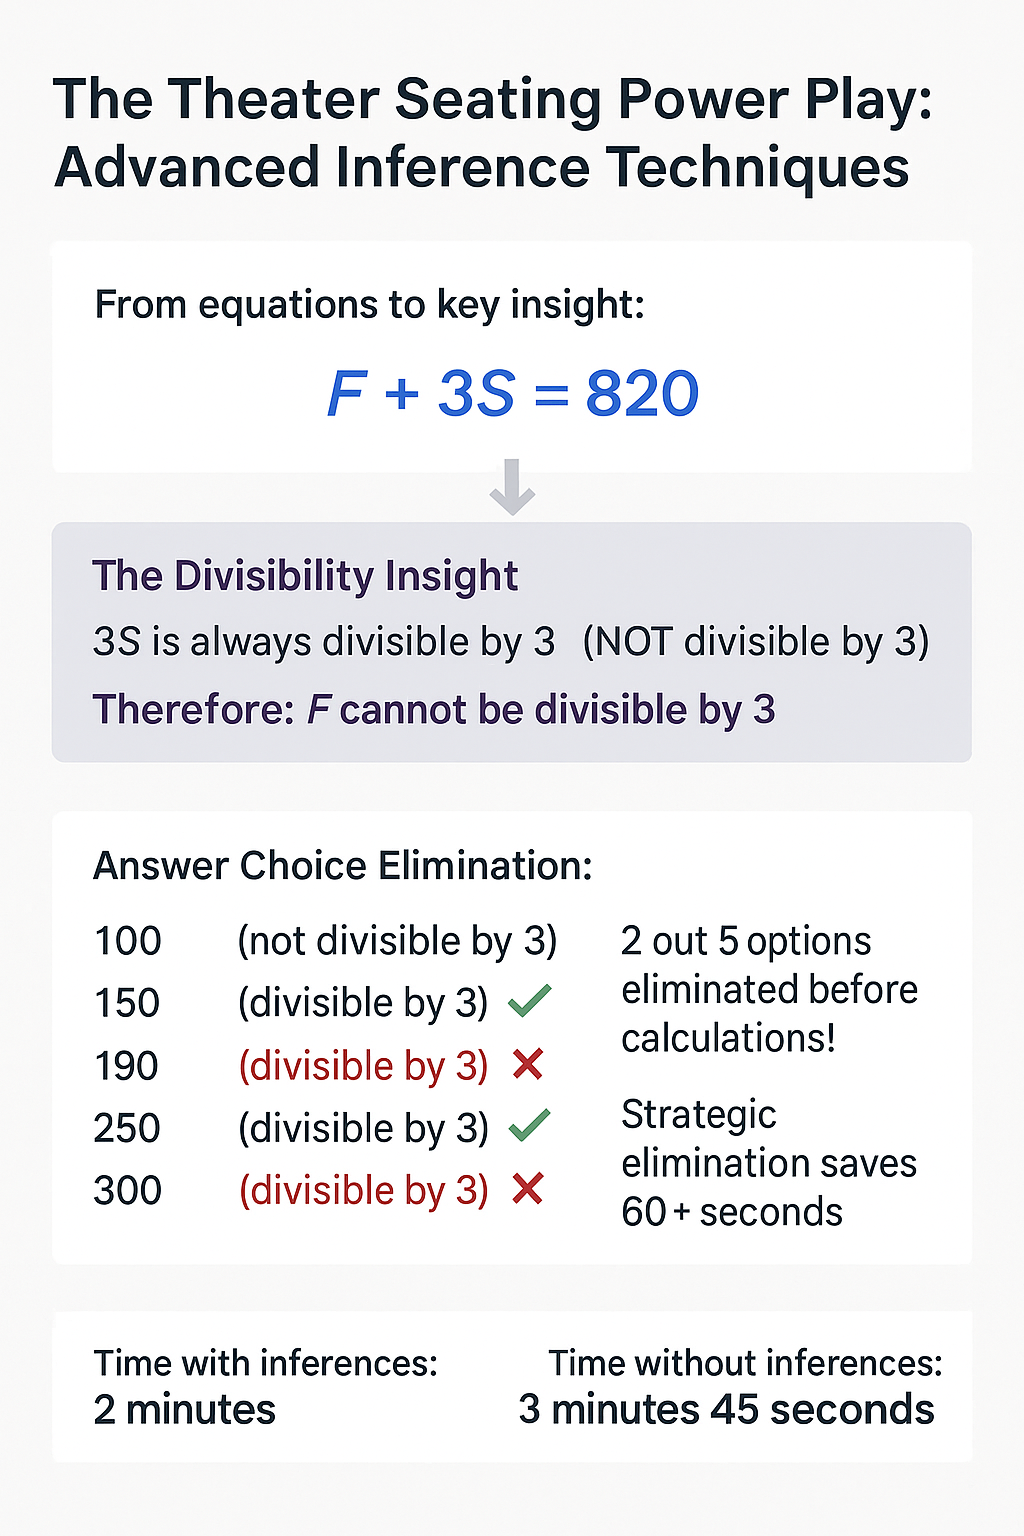 The Theater Seating Power Play:
Advanced Inference Techniques
From equations to key insight:
F + 3S = 820
The Divisibility Insight
3S is always divisible by 3 (NOT divisible by 3)
Therefore: F cannot be divisible by 3
Answer Choice Elimination:
100 (not divisible by 3)
150 (divisible by 3) ✓
190 (divisible by 3) ✕
250 (divisible by 3) ✓
300 (divisible by 3) ✕
2 out 5 options
eliminated before
calculations!
Strategic
elimination saves
60+ seconds
Time with inferences:
2 minutes
Time without inferences:
3 minutes 45 seconds